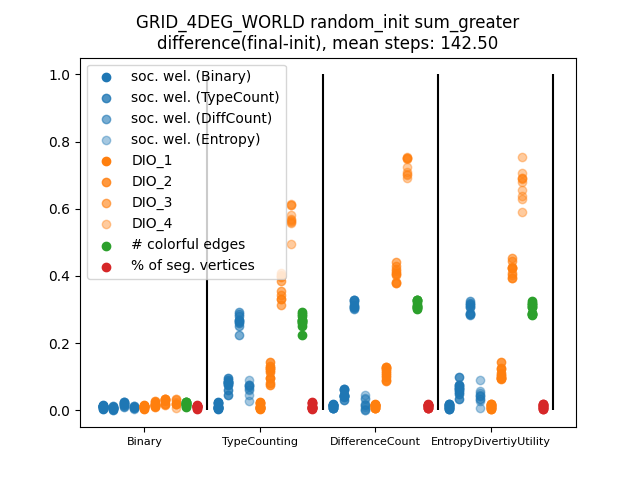 GRID_4DEG_WORLD random_init sum_greater
difference(final-init), mean steps: 142.50
1.0
0.8
0.6
0.4
0.2
0.0
soc. wel. (Binary)
soc. wel. (TypeCount)
soc. wel. (DiffCount)
soc. wel. (Entropy)
DIO_1
DIO_2
DIO_3
DIO_4
# colorful edges
% of seg. vertices
Binary
TypeCounting
DifferenceCount
EntropyDivertiyUtility